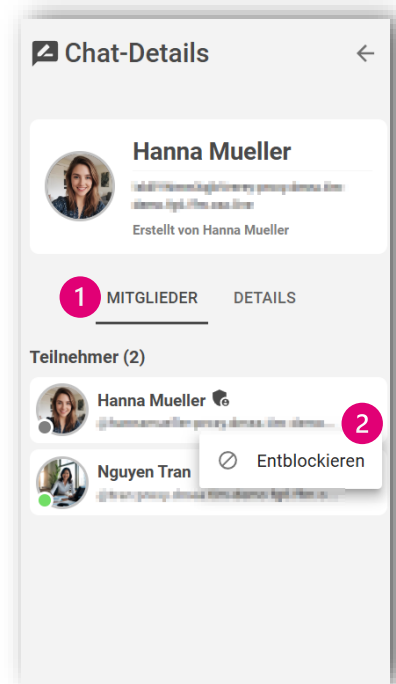 Chat-Details
Hanna Mueller
Erstellt von Hanna Mueller
1
MITGLIEDER
DETAILS
Teilnehmer (2)
Hanna Mueller
2
Entblockieren
Nguyen Tran